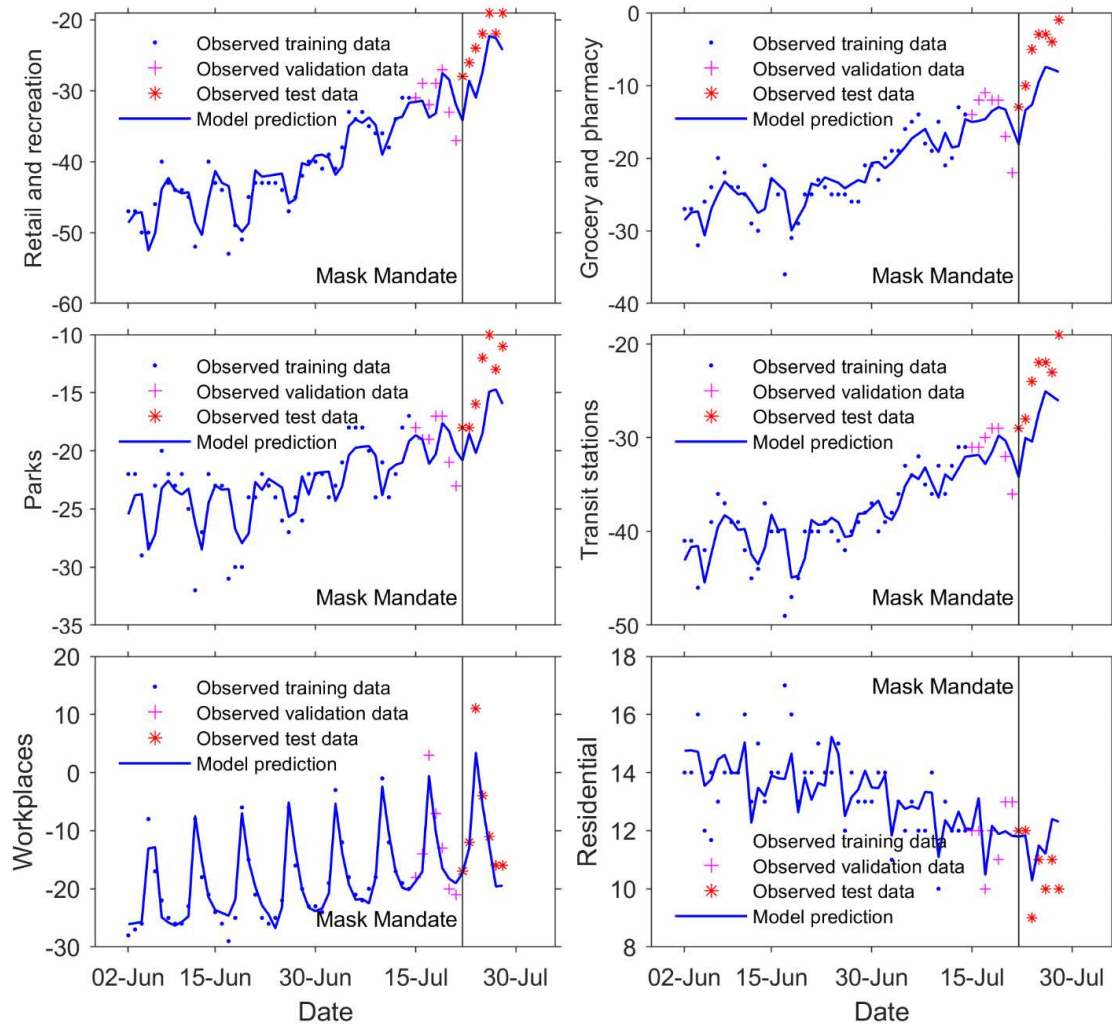 Retail and recreation
-20
-30
-40
-50
-60
Observed training data
Observed validation data
Observed test data
Model prediction
Mask Mandate
Grocery and pharmacy
0
-10
-20
-30
-40
Observed training data
Observed validation data
Observed test data
Model prediction
Mask Mandate
Parks
-10
-15
-20
-25
-30
-35
Observed training data
Observed validation data
Observed test data
Model prediction
Mask Mandate
Transit stations
-20
-30
-40
-50
Observed training data
Observed validation data
Observed test data
Model prediction
Mask Mandate
Workplaces
20
10
0
-10
-20
-30
Observed training data
Observed validation data
Observed test data
Model prediction
Mask Mandate
02-Jun 15-Jun 30-Jun 15-Jul 30-Jul
Date
Residential
18
16
14
12
10
8
Mask Mandate
Observed training data
Observed validation data
Observed test data
Model prediction
02-Jun 15-Jun 30-Jun 15-Jul 30-Jul
Date